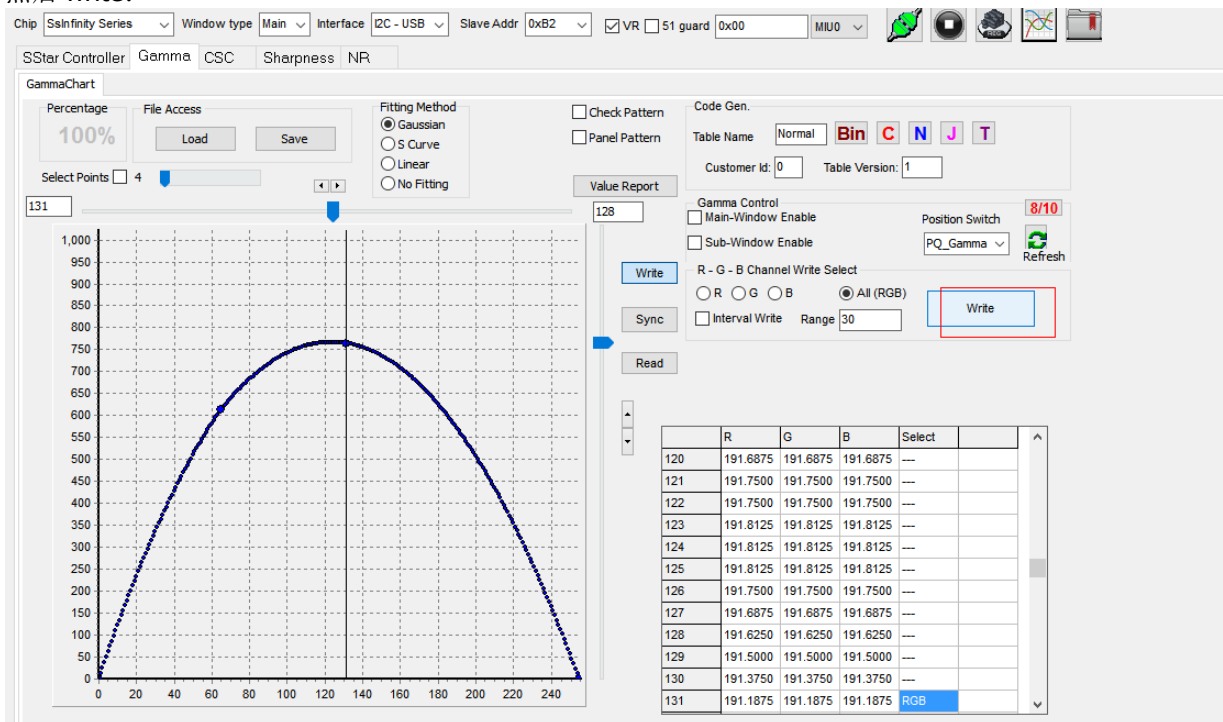 然后 write.
Chip SsInfinity Series Window type Main Interface I2C - USB Slave Addr 0xB2 VR 51 guard 0x00 MIU0
SStar Controller Gamma CSC Sharpness NR
GammaChart
Percentage
100%
Select Points 4
File Access
Load Save
Fitting Method
Gaussian
S Curve
Linear
No Fitting
Check Pattern
Panel Pattern
Value Report
131
128
Write
Sync
Read
Code Gen.
Table Name Normal Bin C N J T
Customer Id: 0 Table Version: 1
Gamma Control
Main-Window Enable
Sub-Window Enable
Position Switch
PQ_Gamma
8/10
Refresh
R - G - B Channel Write Select
R G B All (RGB)
Interval Write Range 30
Write
1,000
950
900
850
800
750
700
650
600
550
500
450
400
350
300
250
200
150
100
50
0
0 20 40 60 80 100 120 140 160 180 200 220 240
R G B Select
120 191.6875 191.6875 191.6875 ---
121 191.7500 191.7500 191.7500 ---
122 191.7500 191.7500 191.7500 ---
123 191.8125 191.8125 191.8125 ---
124 191.8125 191.8125 191.8125 ---
125 191.8125 191.8125 191.8125 ---
126 191.7500 191.7500 191.7500 ---
127 191.6875 191.6875 191.6875 ---
128 191.6250 191.6250 191.6250 ---
129 191.5000 191.5000 191.5000 ---
130 191.3750 191.3750 191.3750 ---
131 191.1875 191.1875 191.1875 RGB